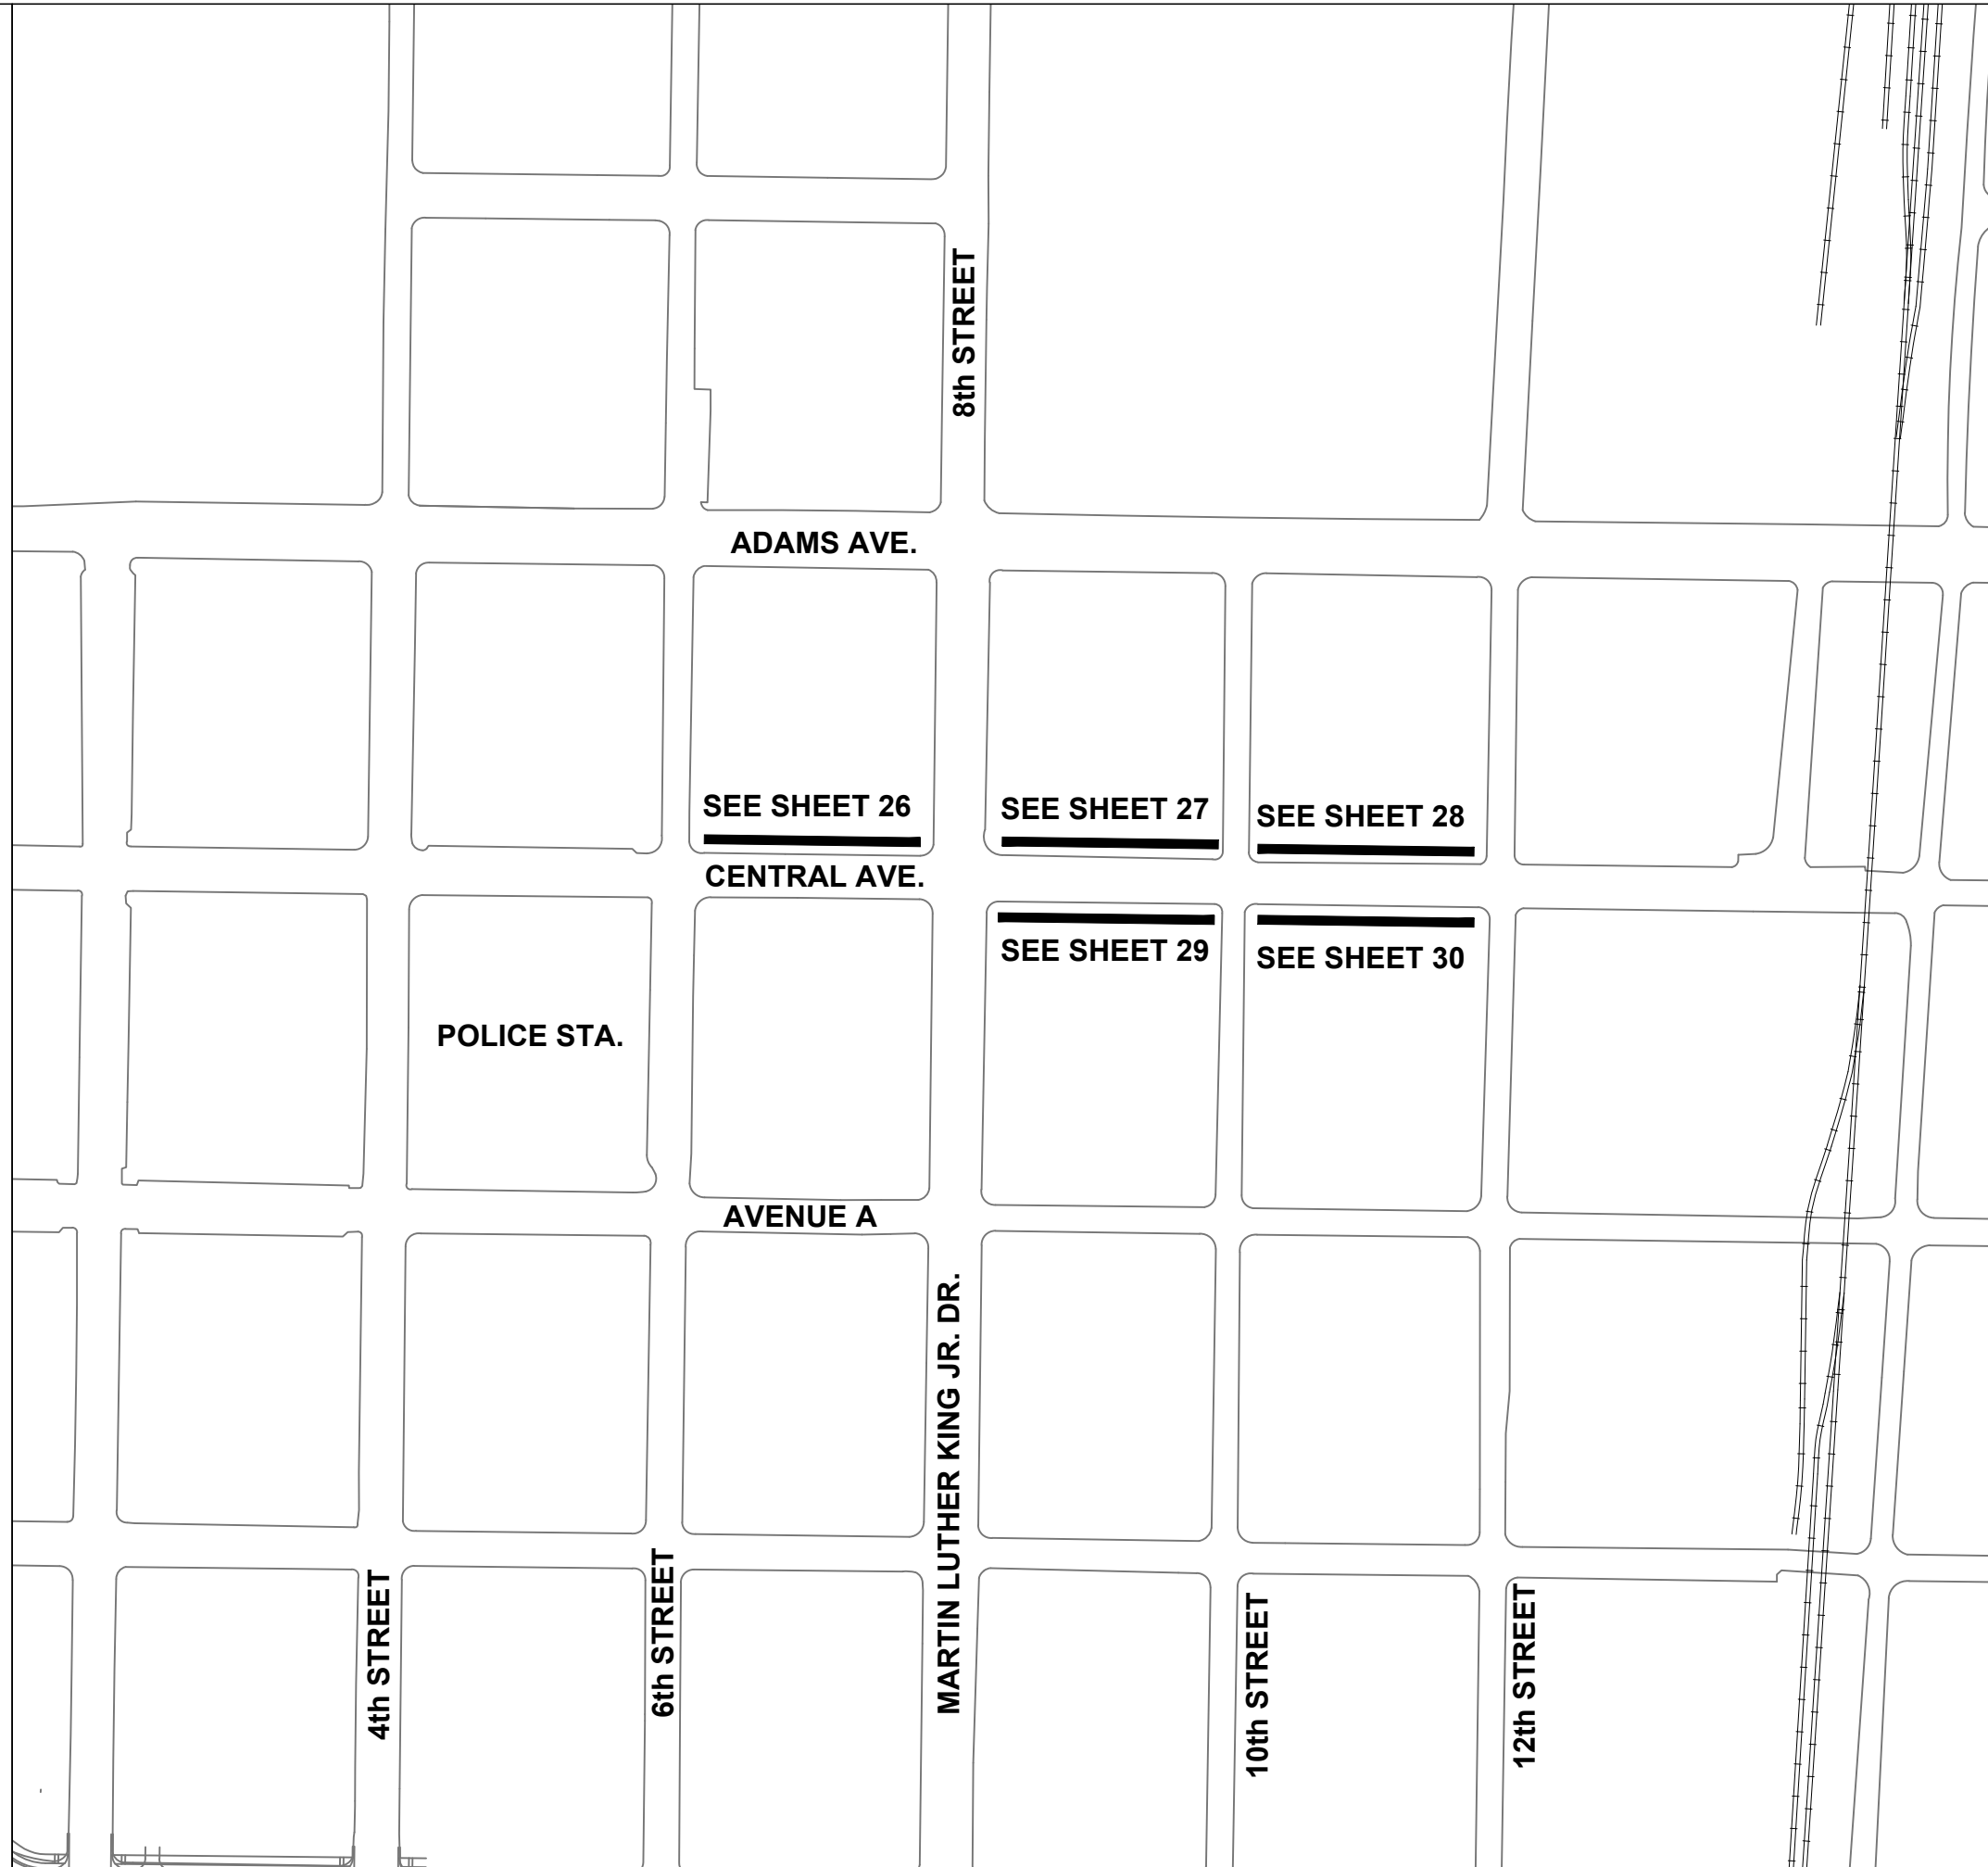 8th STREET
ADAMS AVE.
SEE SHEET 26
SEE SHEET 27
SEE SHEET 28
CENTRAL AVE.
SEE SHEET 29
SEE SHEET 30
POLICE STA.
AVENUE A
MARTIN LUTHER KING JR. DR.
4th STREET
6th STREET
10th STREET
12th STREET